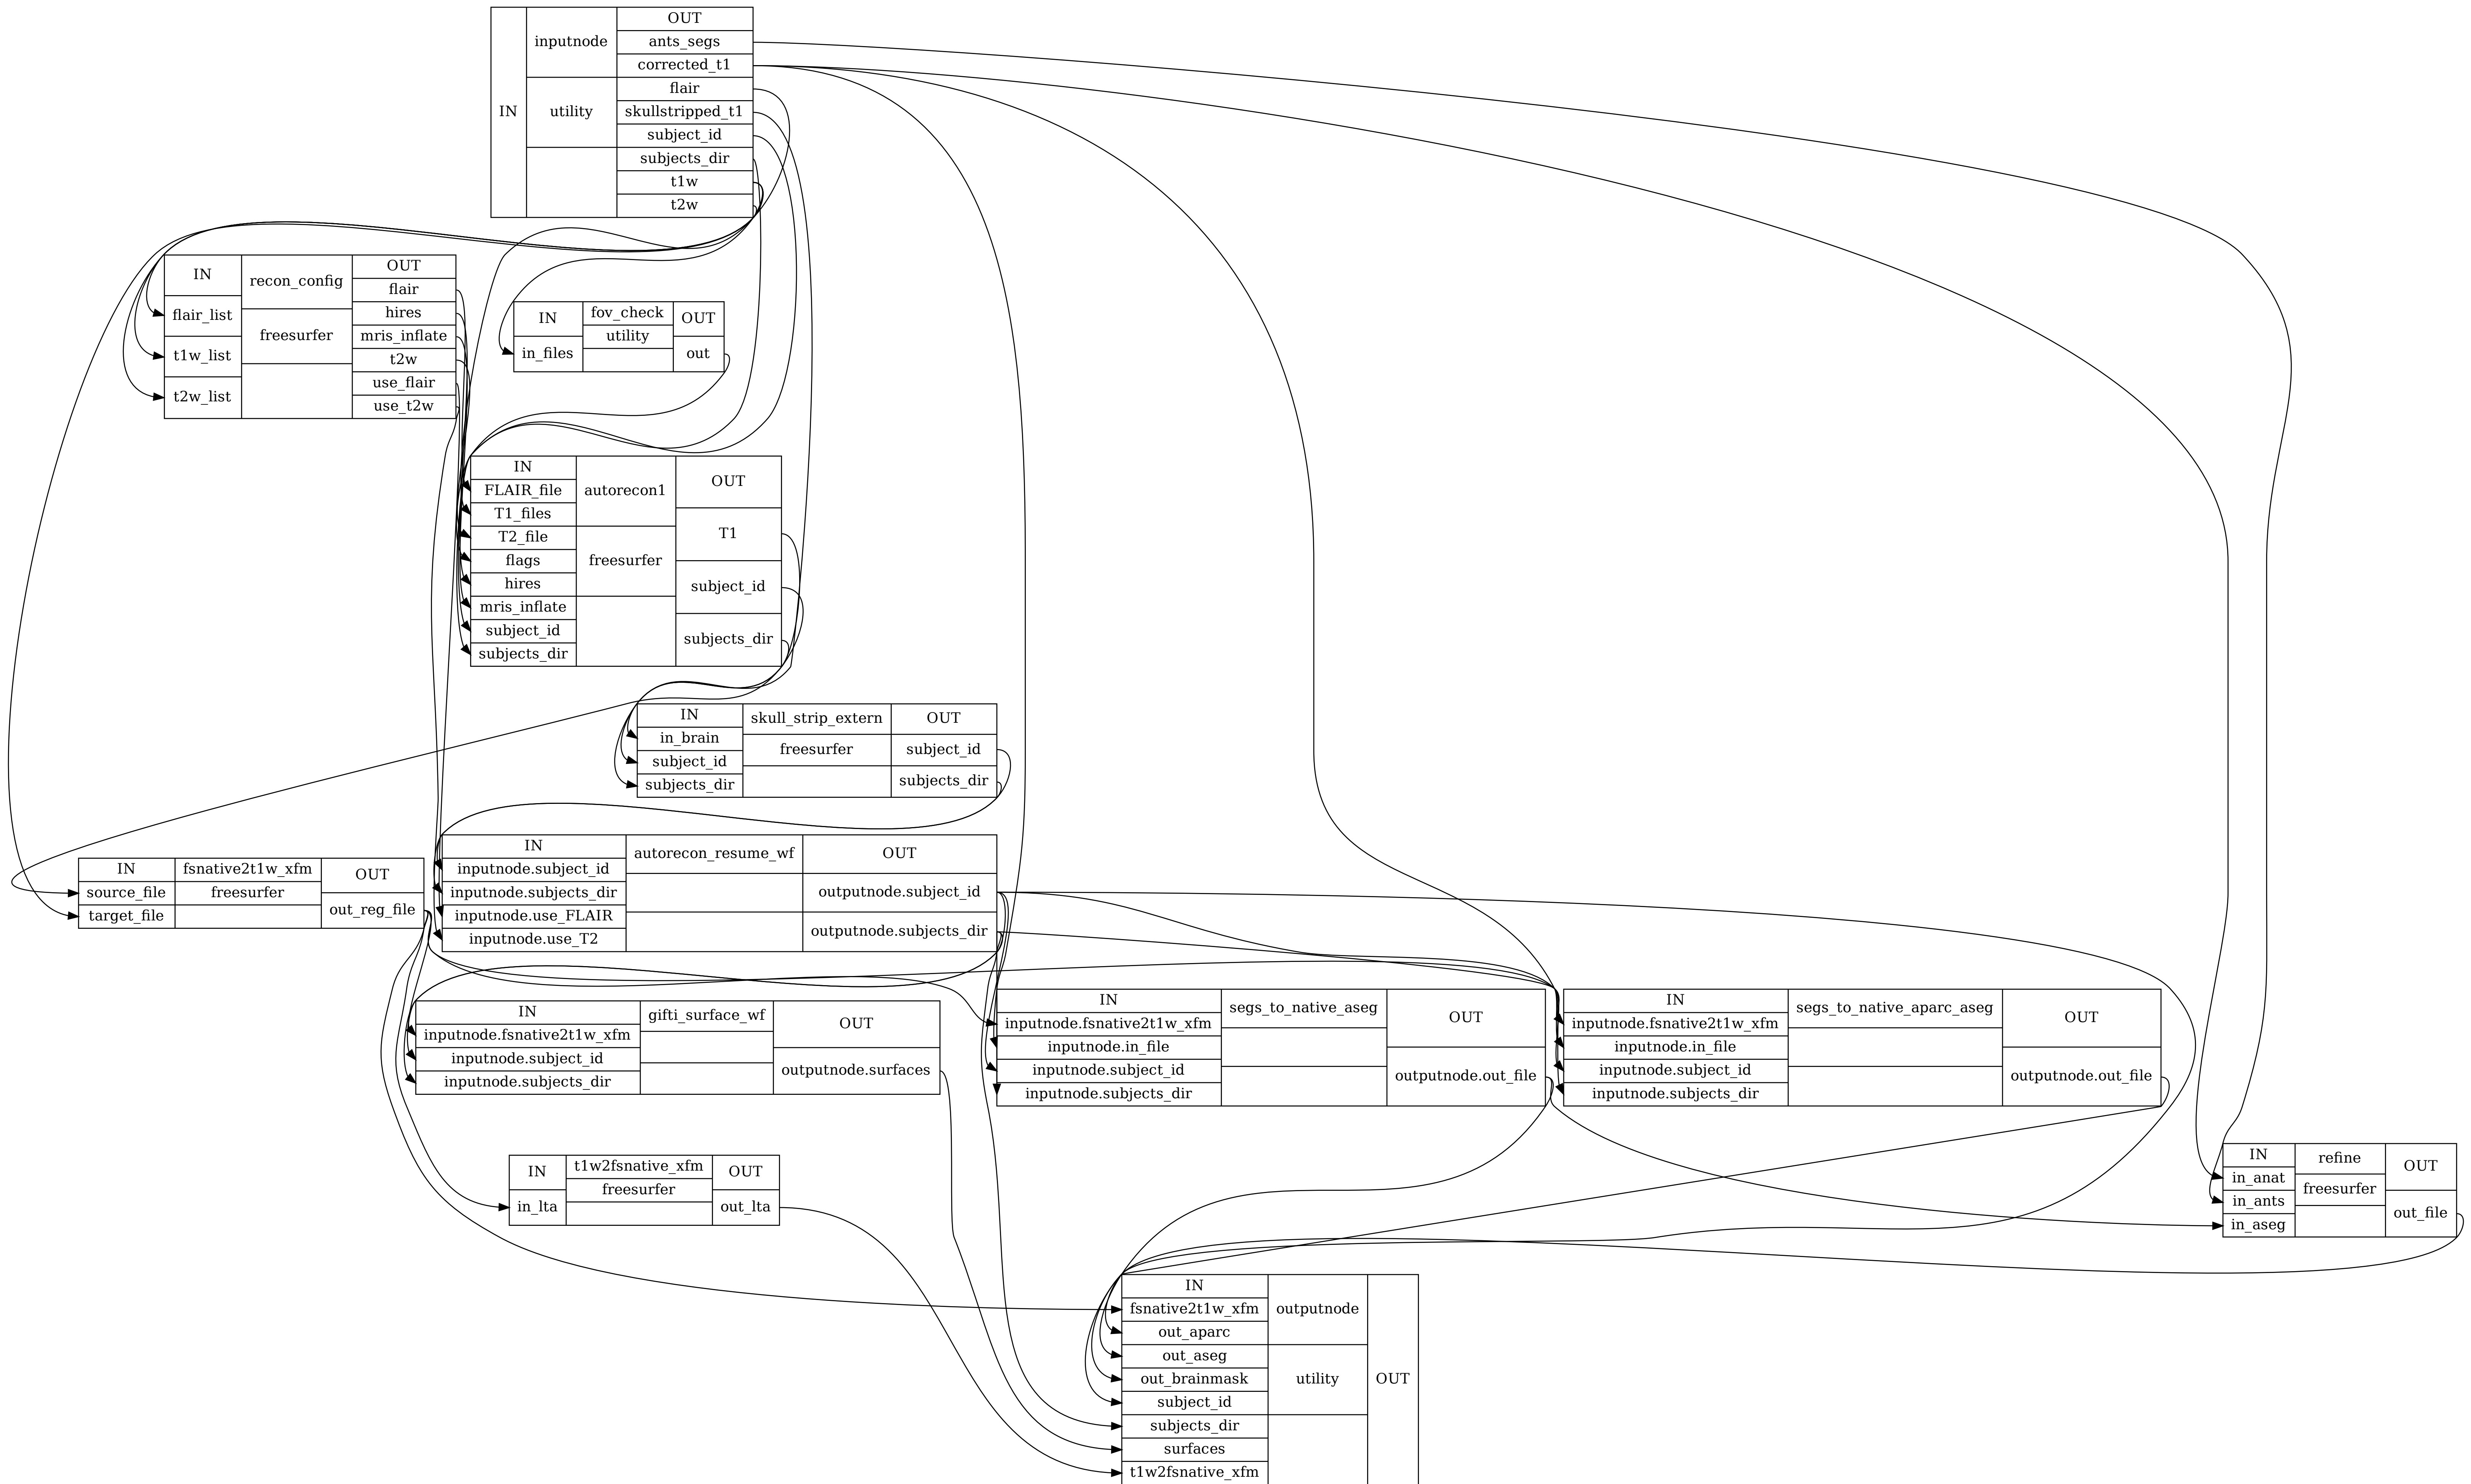 IN
inputnode
utility
OUT
ants_segs
corrected_t1
flair
skullstripped_t1
subject_id
subjects_dir
t1w
t2w
IN
flair_list
t1w_list
t2w_list
recon_config
freesurfer
OUT
flair
hires
mris_inflate
t2w
use_flair
use_t2w
IN
in_files
fov_check
utility
OUT
out
IN
FLAIR_file
T1_files
T2_file
flags
hires
mris_inflate
subject_id
subjects_dir
autorecon1
freesurfer
OUT
T1
subject_id
subjects_dir
IN
in_brain
subject_id
subjects_dir
skull_strip_extern
freesurfer
OUT
subject_id
subjects_dir
IN
source_file
target_file
fsnative2t1w_xfm
freesurfer
OUT
out_reg_file
IN
inputnode.subject_id
inputnode.subjects_dir
inputnode.use_FLAIR
inputnode.use_T2
autorecon_resume_wf
OUT
outputnode.subject_id
outputnode.subjects_dir
IN
inputnode.fsnative2t1w_xfm
inputnode.subject_id
inputnode.subjects_dir
gifti_surface_wf
OUT
outputnode.surfaces
IN
inputnode.fsnative2t1w_xfm
inputnode.in_file
inputnode.subject_id
inputnode.subjects_dir
segs_to_native_aseg
OUT
outputnode.out_file
IN
inputnode.fsnative2t1w_xfm
inputnode.in_file
inputnode.subject_id
inputnode.subjects_dir
segs_to_native_aparc_aseg
OUT
outputnode.out_file
IN
in_lta
t1w2fsnative_xfm
freesurfer
OUT
out_lta
IN
in_anat
in_ants
in_aseg
refine
freesurfer
OUT
out_file
IN
fsnative2t1w_xfm
out_aparc
out_aseg
out_brainmask
subject_id
subjects_dir
surfaces
t1w2fsnative_xfm
outputnode
utility
OUT